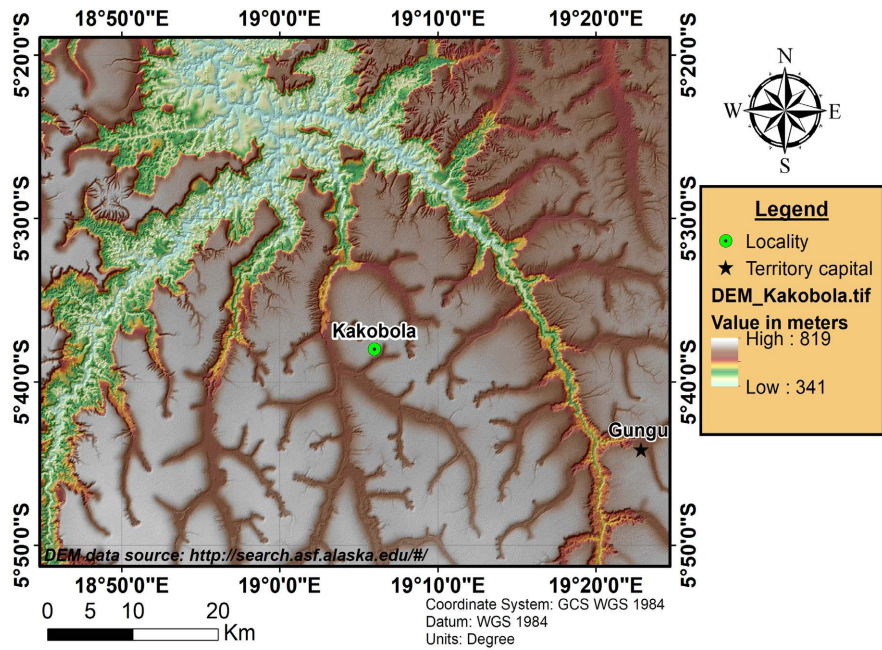 18°50'0"E 19°0'0"E 19°10'0"E 19°20'0"E
5°20'0"S
5°20'0"S
5°30'0"S
5°30'0"S
5°40'0"S
5°40'0"S
5°50'0"S
5°50'0"S
N
W
E
S
Kakobola
Gungu
Legend
Locality
Territory capital
DEM_Kakobola.tif
Value in meters
High : 819
Low : 341
DEM data source: http://search.asf.alaska.edu/#/
18°50'0"E 19°0'0"E 19°10'0"E 19°20'0"E
0 5 10 20
Km
Coordinate System: GCS WGS 1984
Datum: WGS 1984
Units: Degree